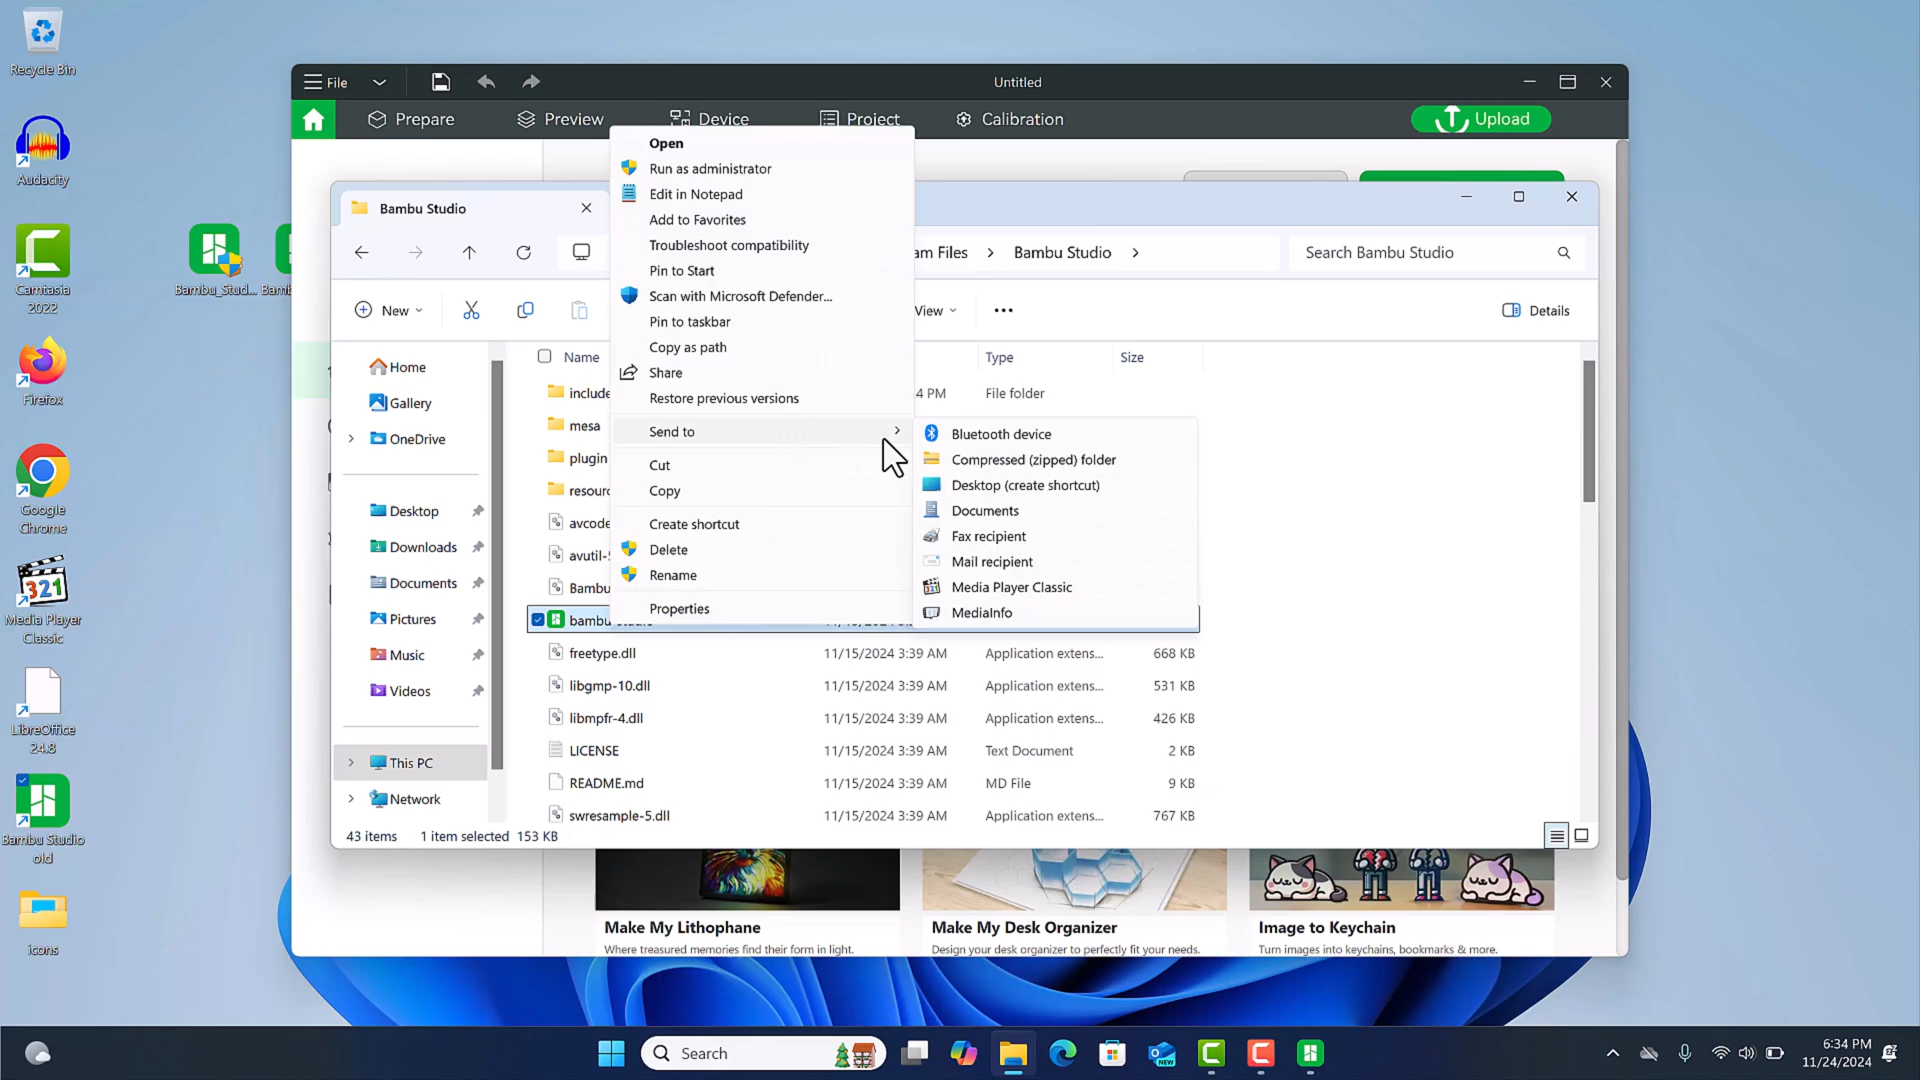 Recycle Bin
Audacity
Camtasia
2022
Firefox
Google
Chrome
Media Player
Classic
LibreOffice
24.8
Bambu Studio
old
icons
Bambu_Stud...
File
Untitled
Prepare
Preview
Device
Project
Calibration
Upload
Bambu Studio
am Files
Bambu Studio
Search Bambu Studio
New
View
Details
Home
Gallery
OneDrive
Desktop
Downloads
Documents
Pictures
Music
Videos
This PC
Network
Name
Type
Size
include
4 PM
File folder
mesa
plugin
resourc
avcode
avutil-
Bambu
bambu
freetype.dll 11/15/2024 3:39 AM Application extens... 668 KB
libgmp-10.dll 11/15/2024 3:39 AM Application extens... 531 KB
libmpfr-4.dll 11/15/2024 3:39 AM Application extens... 426 KB
LICENSE 11/15/2024 3:39 AM Text Document 2 KB
README.md 11/15/2024 3:39 AM MD File 9 KB
swresample-5.dll 11/15/2024 3:39 AM Application extens... 767 KB
43 items 1 item selected 153 KB
Open
Run as administrator
Edit in Notepad
Add to Favorites
Troubleshoot compatibility
Pin to Start
Scan with Microsoft Defender...
Pin to taskbar
Copy as path
Share
Restore previous versions
Send to
Cut
Copy
Create shortcut
Delete
Rename
Properties
Bluetooth device
Compressed (zipped) folder
Desktop (create shortcut)
Documents
Fax recipient
Mail recipient
Media Player Classic
MediaInfo
Make My Lithophane
Where treasured memories find their form in light.
Make My Desk Organizer
Design your desk organizer to perfectly fit your needs.
Image to Keychain
Turn images into keychains, bookmarks & more.
Search
6:34 PM
11/24/2024